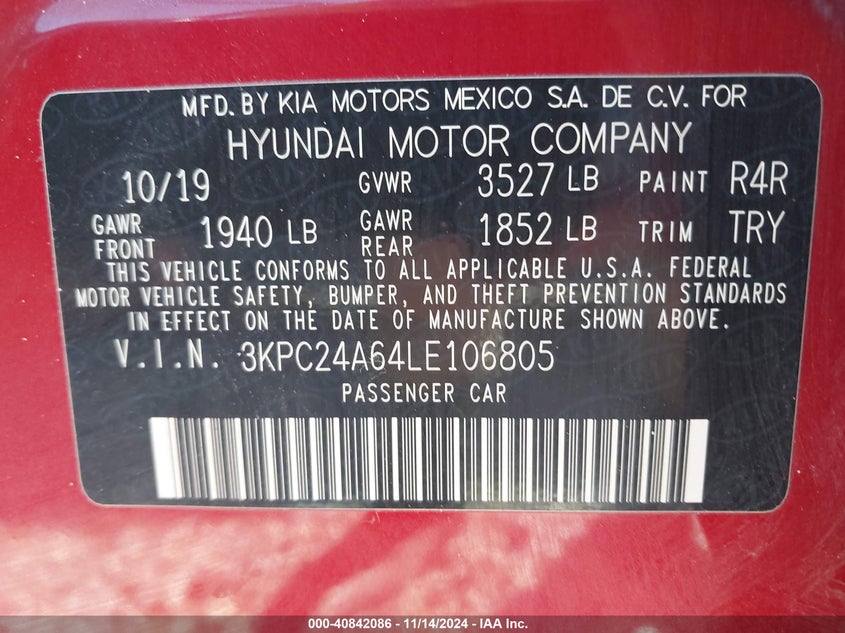 MFD. BY KIA MOTORS MEXICO S.A. DE C.V. FOR
HYUNDAI MOTOR COMPANY
10/19 GVWR 3527 LB PAINT R4R
GAWR FRONT 1940 LB GAWR REAR 1852 LB TRIM TRY
THIS VEHICLE CONFORMS TO ALL APPLICABLE U.S.A. FEDERAL
MOTOR VEHICLE SAFETY, BUMPER, AND THEFT PREVENTION STANDARDS
IN EFFECT ON THE DATE OF MANUFACTURE SHOWN ABOVE.
V.I.N. 3KPC24A64LE106805
PASSENGER CAR
000-40842086 - 11/14/2024 - IAA Inc.